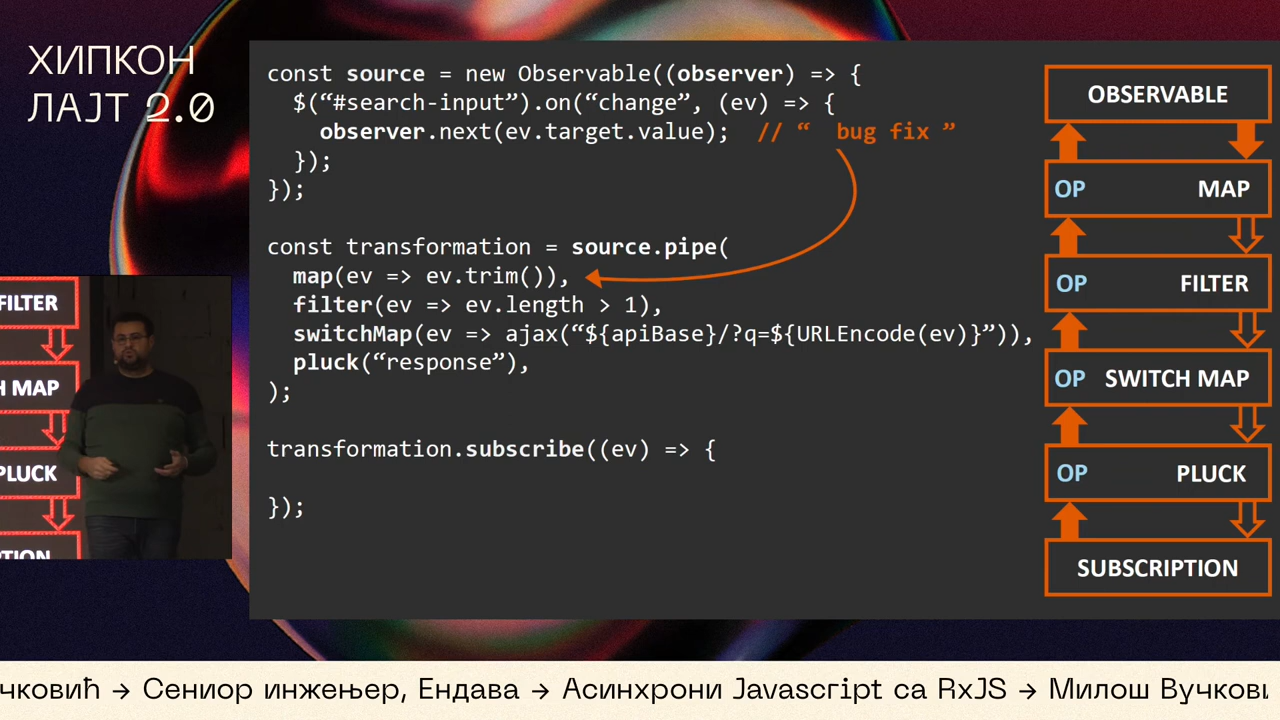 ХИПКОН
ЛАЈТ 2.0
const source = new Observable((observer) => {
$(“#search-input”).on(“change”, (ev) => {
observer.next(ev.target.value); // “ bug fix ”
});
});
const transformation = source.pipe(
map(ev => ev.trim()),
filter(ev => ev.length > 1),
switchMap(ev => ajax(“${apiBase}/?q=${URLEncode(ev)}”)),
pluck(“response”),
);
transformation.subscribe((ev) => {
});
OBSERVABLE
OP MAP
OP FILTER
OP SWITCH MAP
OP PLUCK
SUBSCRIPTION
FILTER
H MAP
PLUCK
PTION
чковић → Сениор инжењер, Ендава → Асинхрони Javascript са RxJS → Милош Вучкови